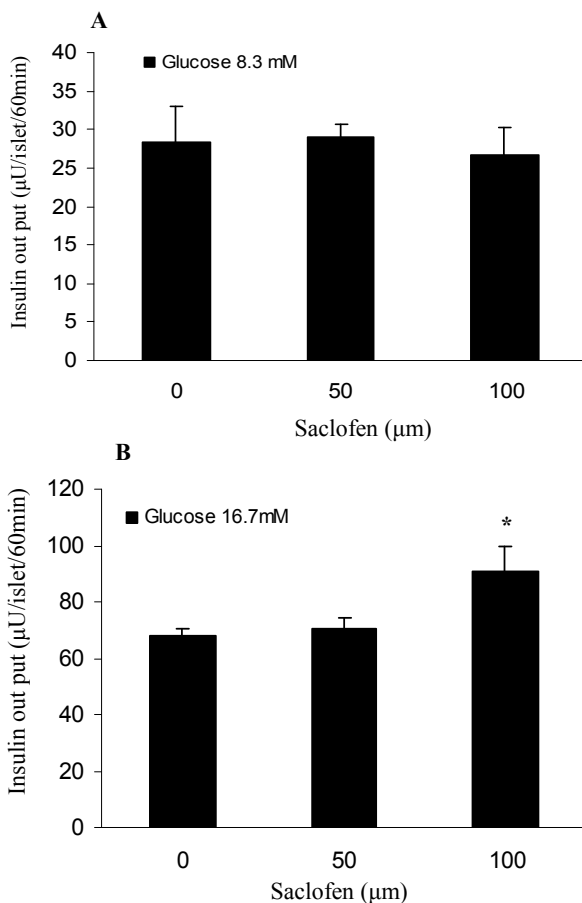 A
Glucose 8.3 mM
Insulin out put (μU/islet/60min)
40
35
30
25
20
15
10
5
0
0 50 100
Saclofen (μm)
B
Glucose 16.7mM
Insulin out put (μU/islet/60min)
120
100
80
60
40
20
0
*
0 50 100
Saclofen (μm)